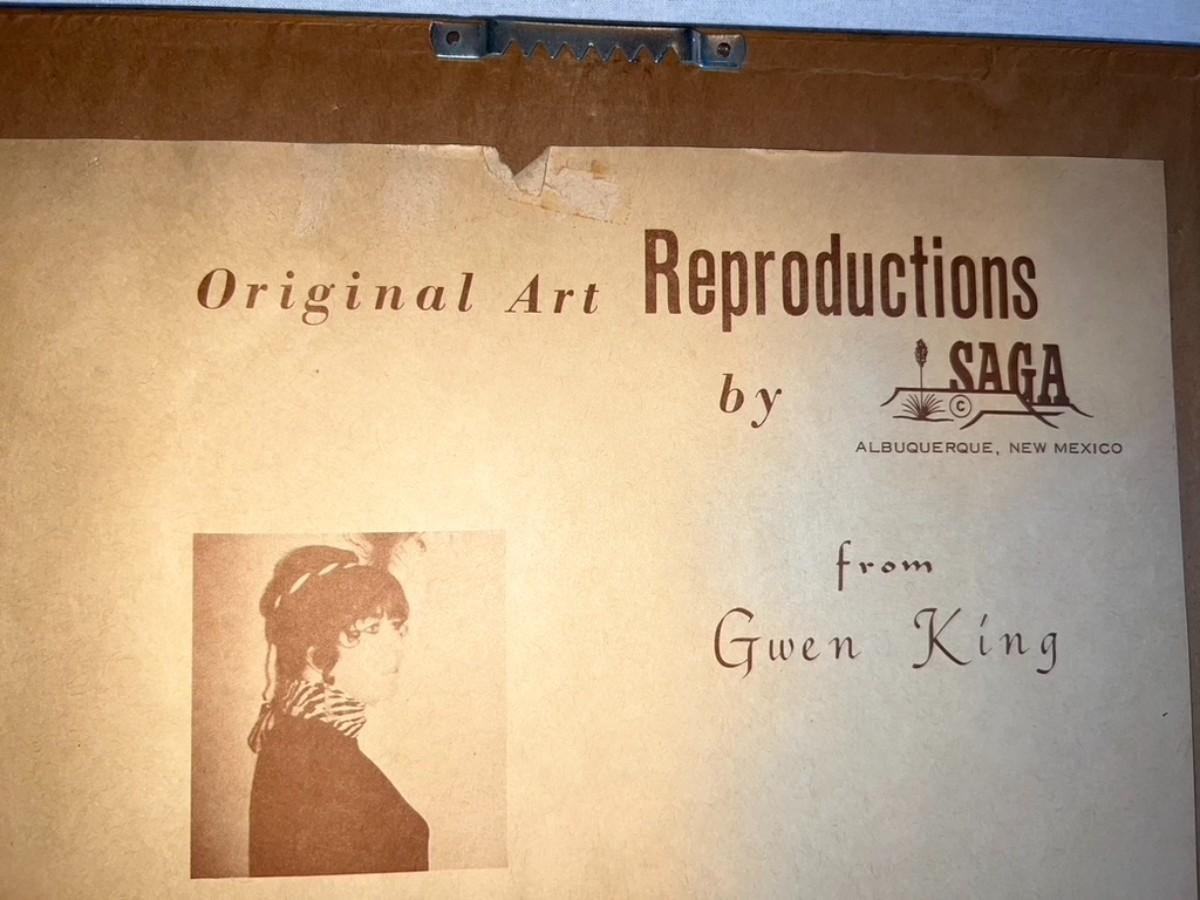 Original Art Reproductions
by SAGA
©
ALBUQUERQUE, NEW MEXICO
from
Gwen King